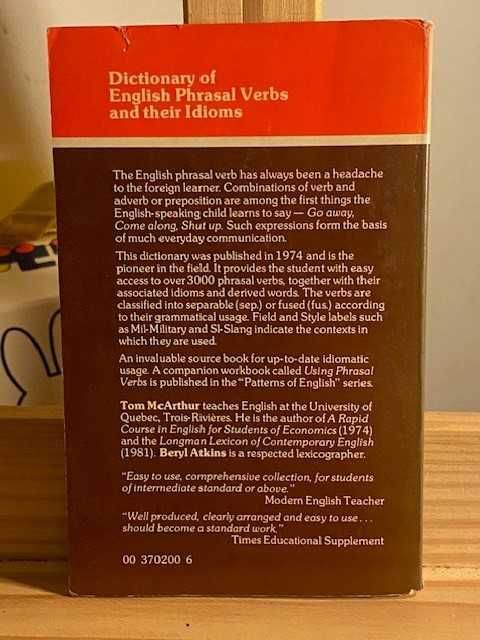 Dictionary of
English Phrasal Verbs
and their Idioms
The English phrasal verb has always been a headache
to the foreign learner. Combinations of verb and
adverb or preposition are among the first things the
English-speaking child learns to say — Go away,
Come along, Shut up. Such expressions form the basis
of much everyday communication.
This dictionary was published in 1974 and is the
pioneer in the field. It provides the student with easy
access to over 3000 phrasal verbs, together with their
associated idioms and derived words. The verbs are
classified into separable (sep.) or fused (fus.) according
to their grammatical usage. Field and Style labels such
as Mil-Military and Sl-Slang indicate the contexts in
which they are used.
An invaluable source book for up-to-date idiomatic
usage. A companion workbook called Using Phrasal
Verbs is published in the "Patterns of English" series.
Tom McArthur teaches English at the University of
Quebec, Trois-Rivières. He is the author of A Rapid
Course in English for Students of Economics (1974)
and the Longman Lexicon of Contemporary English
(1981). Beryl Atkins is a respected lexicographer.
"Easy to use, comprehensive collection, for students
of intermediate standard or above."
Modern English Teacher
"Well produced, clearly arranged and easy to use . . .
should become a standard work."
Times Educational Supplement
00 370200 6